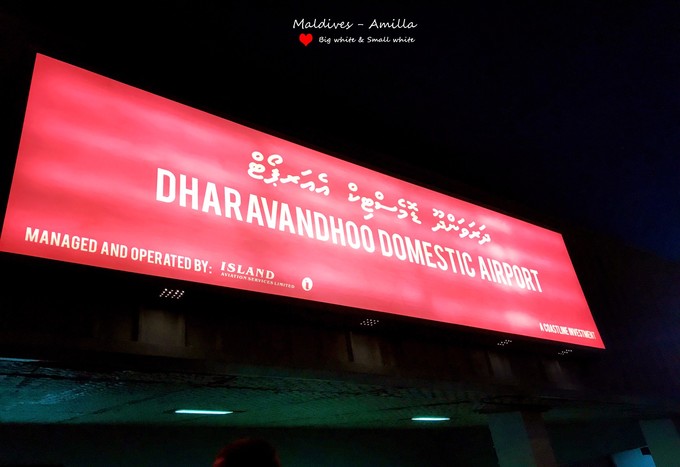 Maldives - Amilla
Big white & Small white
ދަރަވަންދޫ ޑޮމެސްޓިކް އެއަރޕޯޓް
DHARAVANDHOO DOMESTIC AIRPORT
MANAGED AND OPERATED BY: ISLAND
AVIATION SERVICES LIMITED
A COASTLINE INVESTMENT